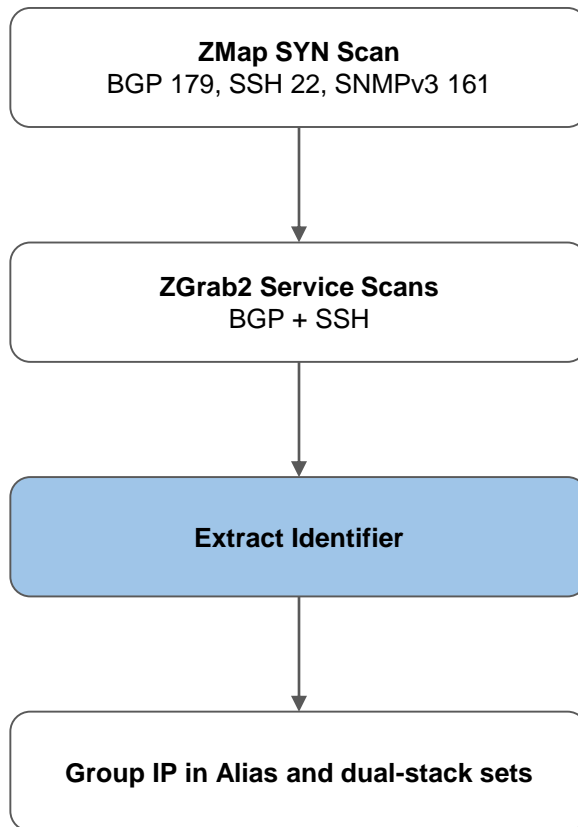 ZMap SYN Scan
BGP 179, SSH 22, SNMPv3 161
ZGrab2 Service Scans
BGP + SSH
Extract Identifier
Group IP in Alias and dual-stack sets